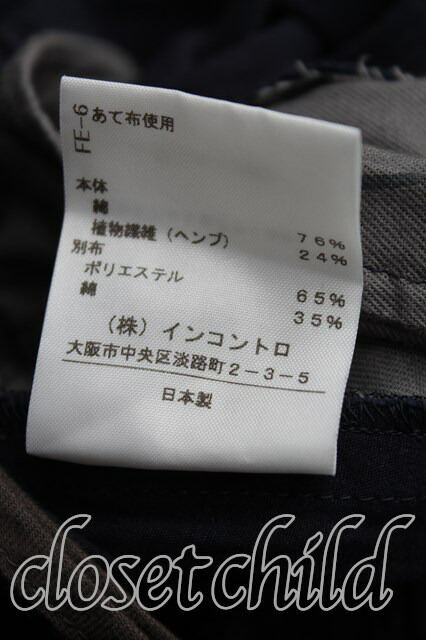 FE-6
あて布使用
本体
綿 76%
植物繊維(ヘンプ) 24%
別布
ポリエステル 65%
綿 35%
(株)インコントロ
大阪市中央区淡路町2-3-5
日本製
closetchild